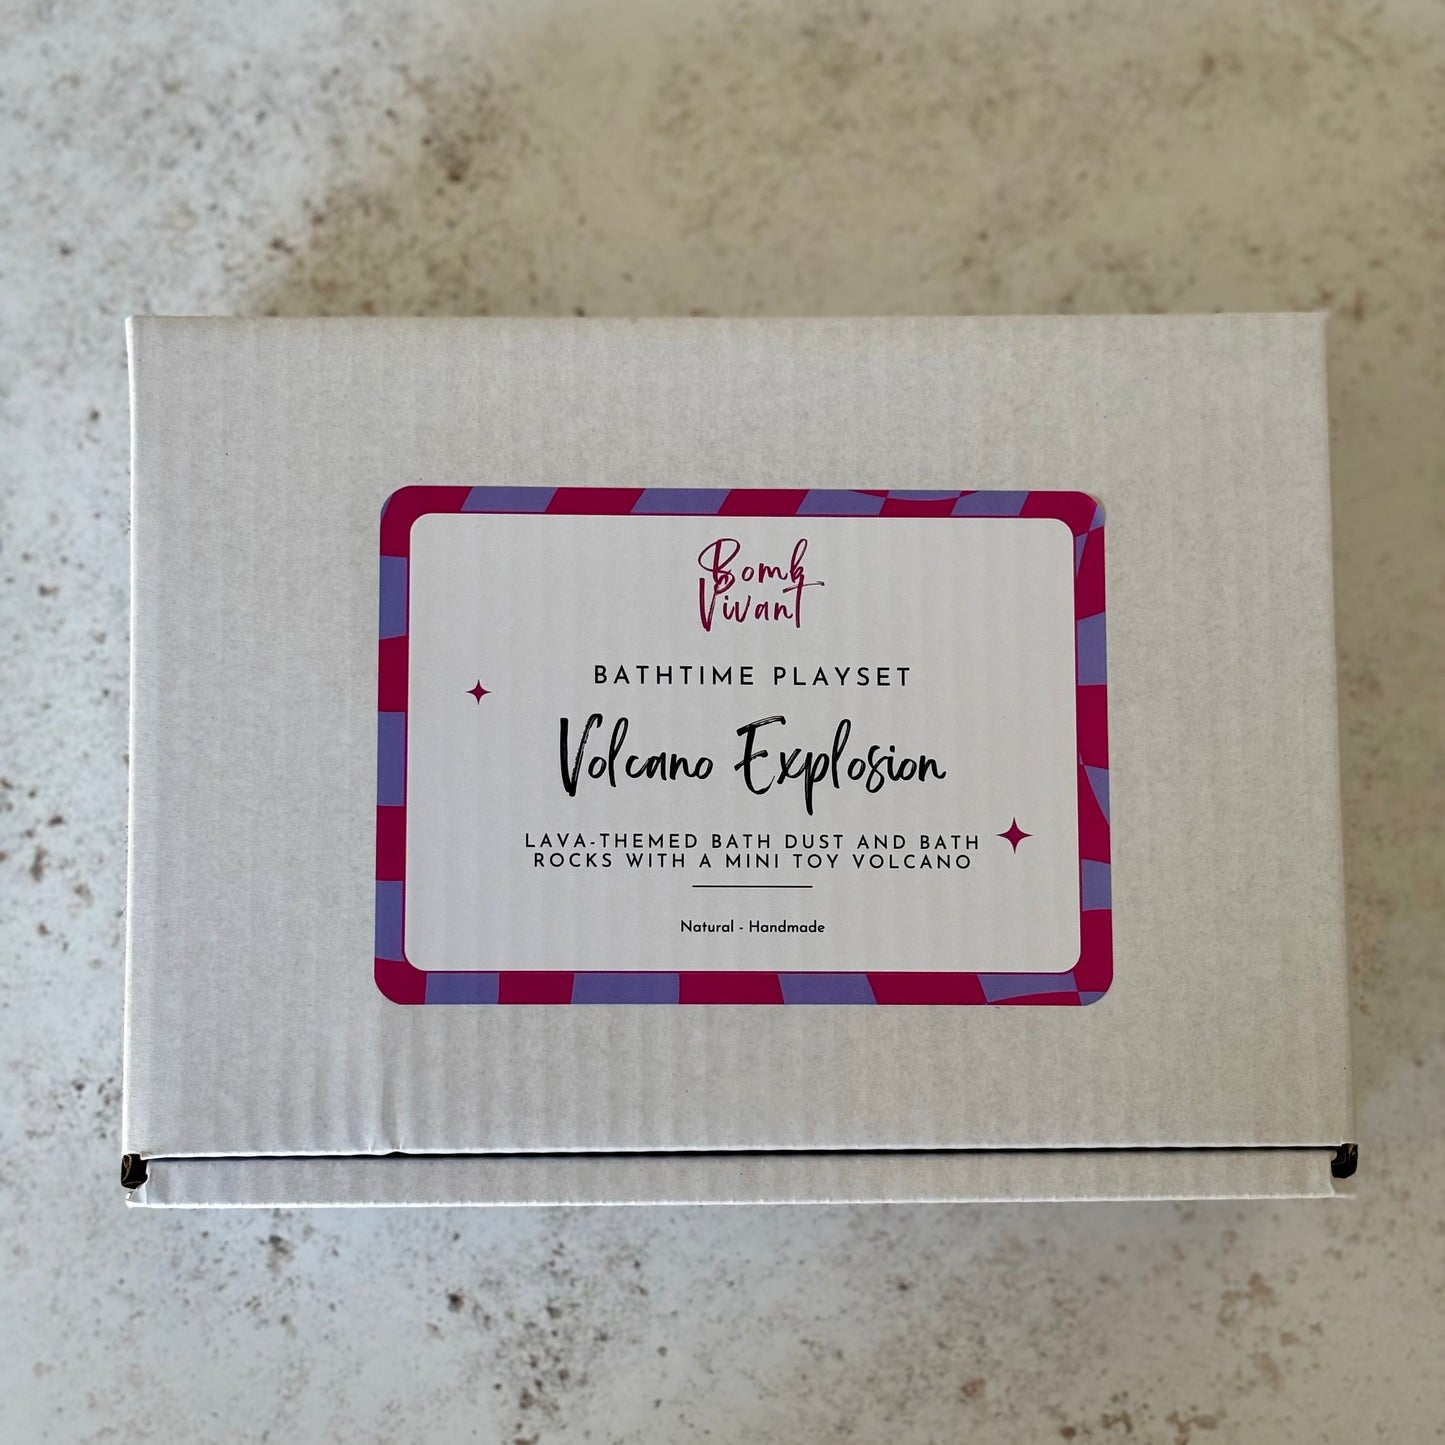 Bomb
Vivant
BATHTIME PLAYSET
Volcano Explosion
LAVA-THEMED BATH DUST AND BATH
ROCKS WITH A MINI TOY VOLCANO
Natural - Handmade